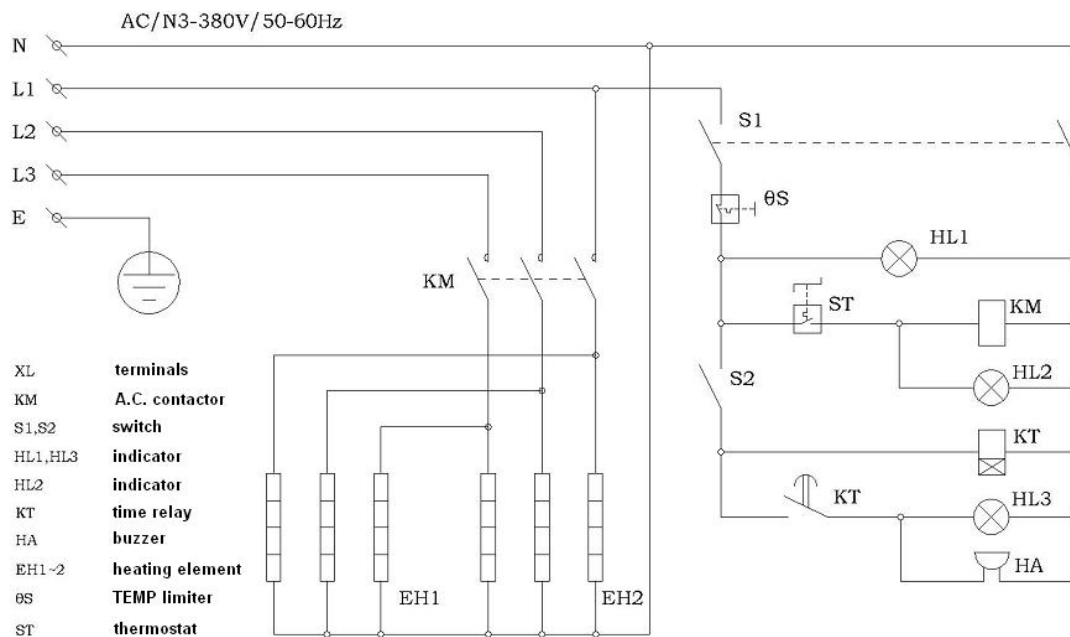 AC/N3-380V/50-60Hz
N
L1
L2
L3
E
S1
θS
HL1
KM
ST
KM
HL2
S2
KT
KT
HL3
HA
EH1
EH2
XL terminals
KM A.C. contactor
S1,S2 switch
HL1,HL3 indicator
HL2 indicator
KT time relay
HA buzzer
EH1~2 heating element
θS TEMP limiter
ST thermostat